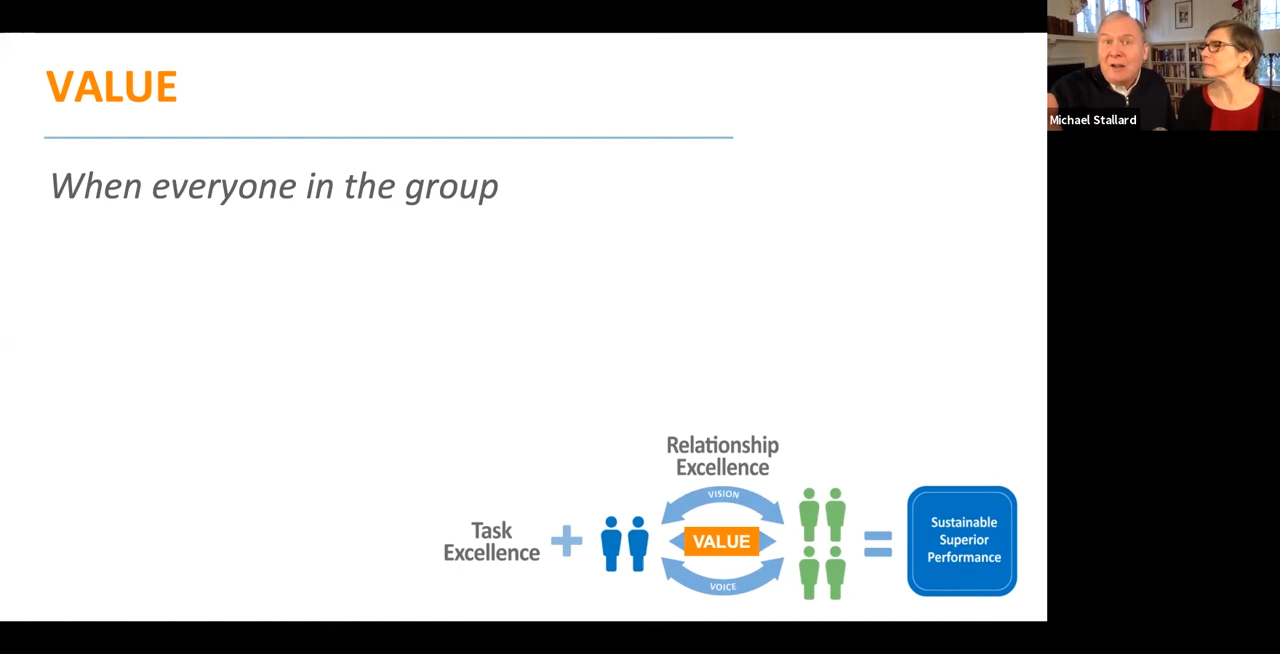 VALUE
When everyone in the group
Michael Stallard
Relationship
Excellence
Task
Excellence
+
VISION
VALUE
VOICE
=
Sustainable
Superior
Performance